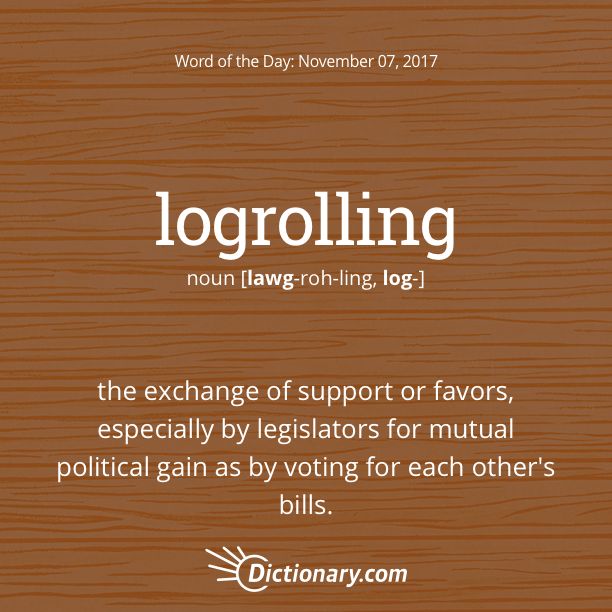 Word of the Day: November 07, 2017
logrolling
noun [lawg-roh-ling, log-]
the exchange of support or favors,
especially by legislators for mutual
political gain as by voting for each other's
bills.
Dictionary.com